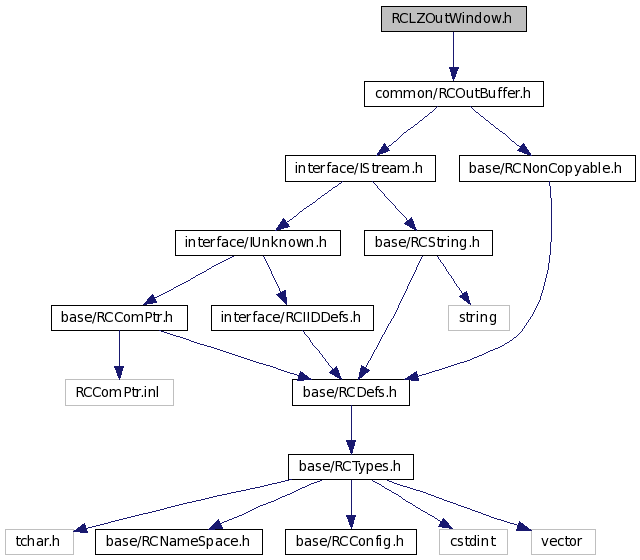 RCLZOutWindow.h
common/RCOutBuffer.h
interface/IStream.h
base/RCNonCopyable.h
interface/IUnknown.h
base/RCString.h
base/RCComPtr.h
interface/RCIIDDefs.h
string
RCComPtr.inl
base/RCDefs.h
base/RCTypes.h
tchar.h
base/RCNameSpace.h
base/RCConfig.h
cstdint
vector